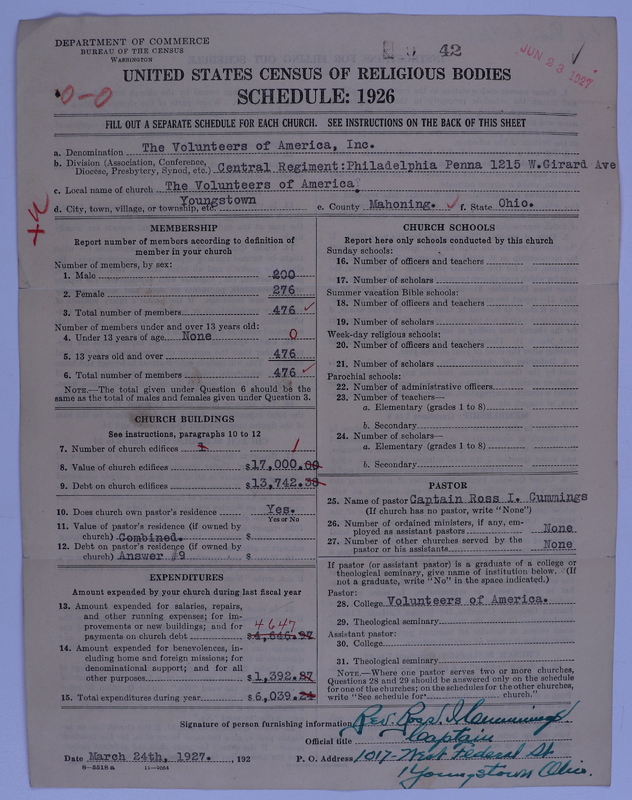 DEPARTMENT OF COMMERCE
BUREAU OF THE CENSUS
WASHINGTON
42
JUN 23 1927
0-0
UNITED STATES CENSUS OF RELIGIOUS BODIES
SCHEDULE: 1926
FILL OUT A SEPARATE SCHEDULE FOR EACH CHURCH. SEE INSTRUCTIONS ON THE BACK OF THIS SHEET
a. Denomination The Volunteers of America, Inc.
b. Division (Association, Conference,
Diocese, Presbytery, Synod, etc.) Central Regiment:Philadelphia Penna 1215 W.Girard Ave
c. Local name of church The Volunteers of America.
d. City, town, village, or township, etc. Youngstown e. County Mahoning. f. State Ohio.
MEMBERSHIP
Report number of members according to definition of
member in your church
Number of members, by sex:
1. Male 200
2. Female 276
3. Total number of members 476
Number of members under and over 13 years old:
4. Under 13 years of age None 0
5. 13 years old and over 476
6. Total number of members 476
NOTE.—The total given under Question 6 should be the
same as the total of males and females given under Question 3.
CHURCH BUILDINGS
See instructions, paragraphs 10 to 12
7. Number of church edifices 1
8. Value of church edifices $17,000.00
9. Debt on church edifices $13,742.38
10. Does church own pastor's residence Yes.
Yes or No
11. Value of pastor's residence (if owned by
church) Combined. $
12. Debt on pastor's residence (if owned by
church) Answer #9 $
EXPENDITURES
Amount expended by your church during last fiscal year
13. Amount expended for salaries, repairs,
and other running expenses; for im-
provements or new buildings; and for 4647
payments on church debt $4,646.97
14. Amount expended for benevolences, in-
cluding home and foreign missions; for
denominational support; and for all
other purposes $1,392.27
15. Total expenditures during year $6,039.24
CHURCH SCHOOLS
Report here only schools conducted by this church
Sunday schools:
16. Number of officers and teachers
17. Number of scholars
Summer vacation Bible schools:
18. Number of officers and teachers
19. Number of scholars
Week-day religious schools:
20. Number of officers and teachers
21. Number of scholars
Parochial schools:
22. Number of administrative officers
23. Number of teachers—
a. Elementary (grades 1 to 8)
b. Secondary
24. Number of scholars—
a. Elementary (grades 1 to 8)
b. Secondary
PASTOR
25. Name of pastor Captain Ross I. Cummings
(If church has no pastor, write "None")
26. Number of ordained ministers, if any, em-
ployed as assistant pastors None
27. Number of other churches served by the
pastor or his assistants None
If pastor (or assistant pastor) is a graduate of a college or
theological seminary, give name of institution below. (If
not a graduate, write "No" in the space indicated.)
Pastor:
28. College Volunteers of America.
29. Theological seminary
Assistant pastor:
30. College
31. Theological seminary
NOTE.—Where one pastor serves two or more churches,
Questions 28 and 29 should be answered only on the schedule
for one of the churches; on the schedules for the other churches,
write "See schedule for church."
Signature of person furnishing information Rev. Ross I. Cummings
Official title Captain
Date March 24th, 1927. , 192 P. O. Address 1017- West Federal St.
8—5518a 11—9064 Youngstown Ohio.